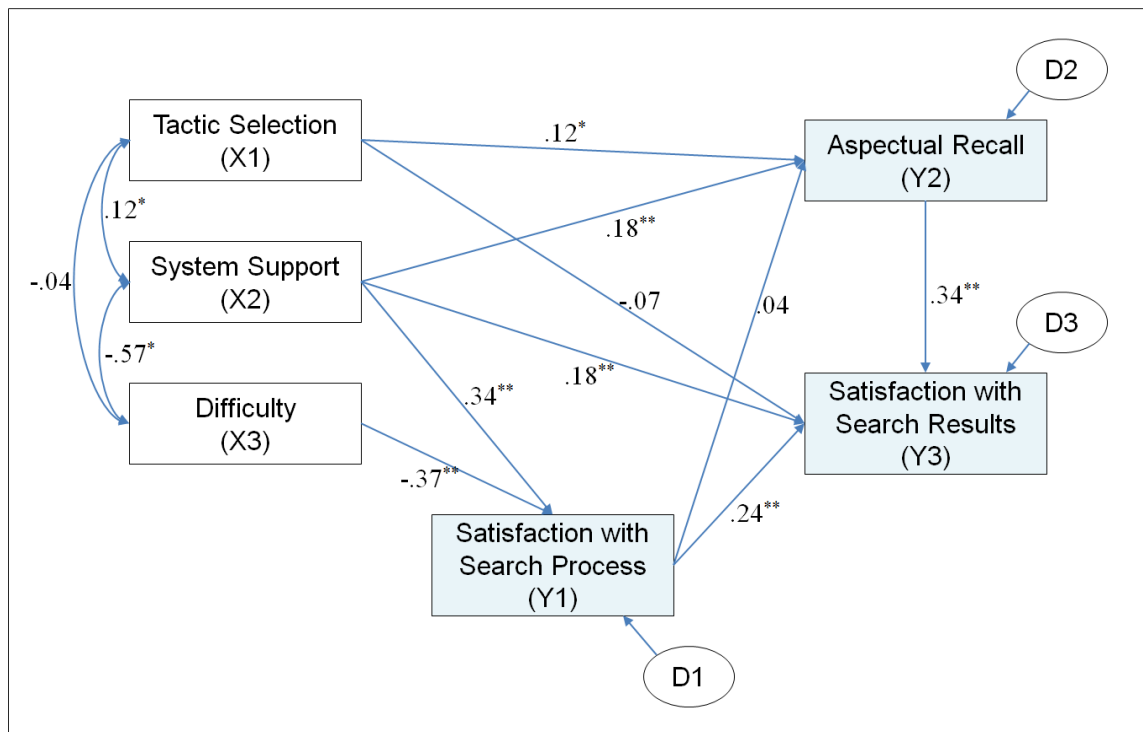 D2
Tactic Selection
(X1)
.12*
Aspectual Recall
(Y2)
.12*
.18**
System Support
(X2)
-.04
-.07
.04
.34**
D3
-.57*
.18**
.34**
Difficulty
(X3)
Satisfaction with
Search Results
(Y3)
-.37**
.24**
Satisfaction with
Search Process
(Y1)
D1